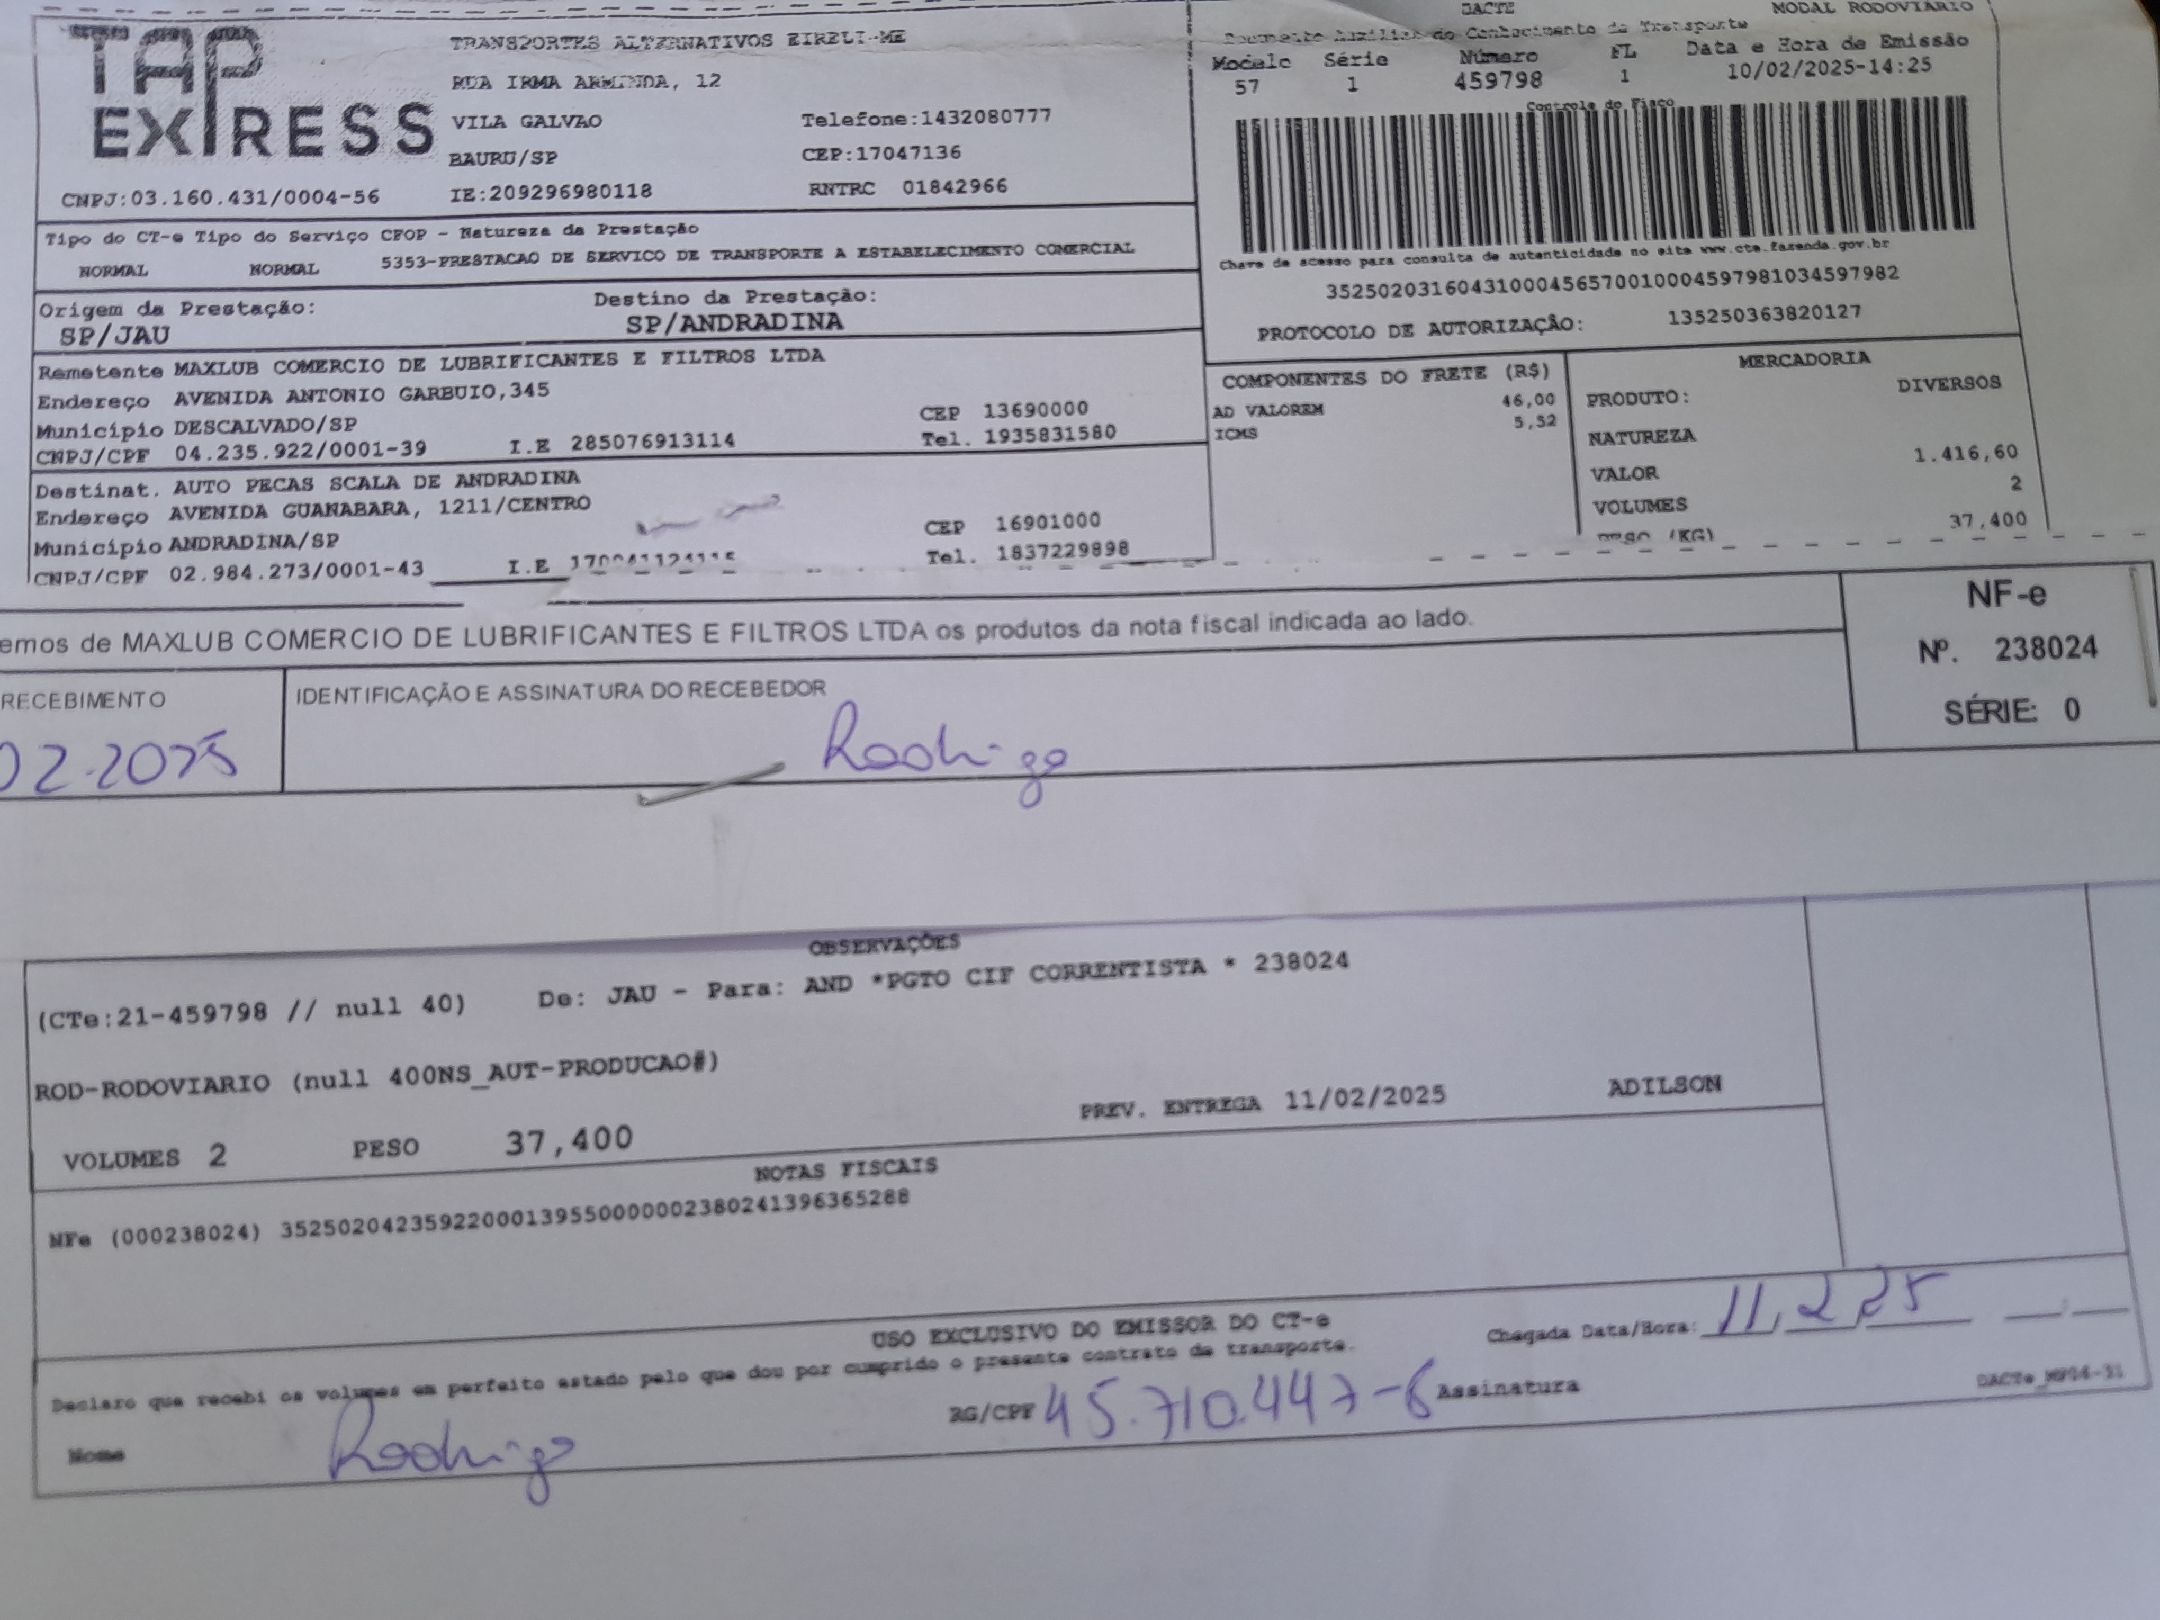 TAP
EXPRESS
TRANSPORTES ALTERNATIVOS EIRELI-ME
RUA IRMA ARMINDA, 12
VILA GALVAO Telefone:1432080777
BAURU/SP CEP:17047136
CNPJ:03.160.431/0004-56 IE:209296980118 RNTRC 01842966
DACTE MODAL RODOVIARIO
Documento Auxiliar do Conhecimento de Transporte
Modelo Série Número FL Data e Hora de Emissão
57 1 459798 1 10/02/2025-14:25
Controle do Fisco
Chave de acesso para consulta de autenticidade no site www.cte.fazenda.gov.br
35250203160431000456570010004597981034597982
PROTOCOLO DE AUTORIZAÇÃO: 135250363820127
Tipo do CT-e Tipo do Serviço CFOP - Natureza da Prestação
NORMAL NORMAL 5353-PRESTACAO DE SERVICO DE TRANSPORTE A ESTABELECIMENTO COMERCIAL
Origem da Prestação: Destino da Prestação:
SP/JAU SP/ANDRADINA
Remetente MAXLUB COMERCIO DE LUBRIFICANTES E FILTROS LTDA
Endereço AVENIDA ANTONIO GARBUIO,345
Município DESCALVADO/SP CEP 13690000
CNPJ/CPF 04.235.922/0001-39 I.E 285076913114 Tel. 1935831580
Destinat. AUTO PECAS SCALA DE ANDRADINA
Endereço AVENIDA GUANABARA, 1211/CENTRO
Município ANDRADINA/SP CEP 16901000
CNPJ/CPF 02.984.273/0001-43 I.E 170041124115 Tel. 1837229898
COMPONENTES DO FRETE (R$)
AD VALOREM 46,00
ICMS 5,52
MERCADORIA
PRODUTO: DIVERSOS
NATUREZA
VALOR 1.416,60
VOLUMES 2
PESO (KG) 37,400
emos de MAXLUB COMERCIO DE LUBRIFICANTES E FILTROS LTDA os produtos da nota fiscal indicada ao lado.
NF-e
Nº. 238024
SÉRIE: 0
RECEBIMENTO IDENTIFICAÇÃO E ASSINATURA DO RECEBEDOR
02.2025 Rodrigo
OBSERVAÇÕES
(CTe:21-459798 // null 40) De: JAU - Para: AND *PGTO CIF CORRENTISTA * 238024
ROD-RODOVIARIO (null 400NS_AUT-PRODUCAO#)
PREV. ENTREGA 11/02/2025 ADILSON
VOLUMES 2 PESO 37,400
NOTAS FISCAIS
NFe (000238024) 35250204235922000139550000002380241396365288
USO EXCLUSIVO DO EMISSOR DO CT-e
Chegada Data/Hora: 11,2,25
Declaro que recebi os volumes em perfeito estado pelo que dou por cumprido o presente contrato de transporte.
Nome Rodrigo RG/CPF 45.710.447-6 Assinatura